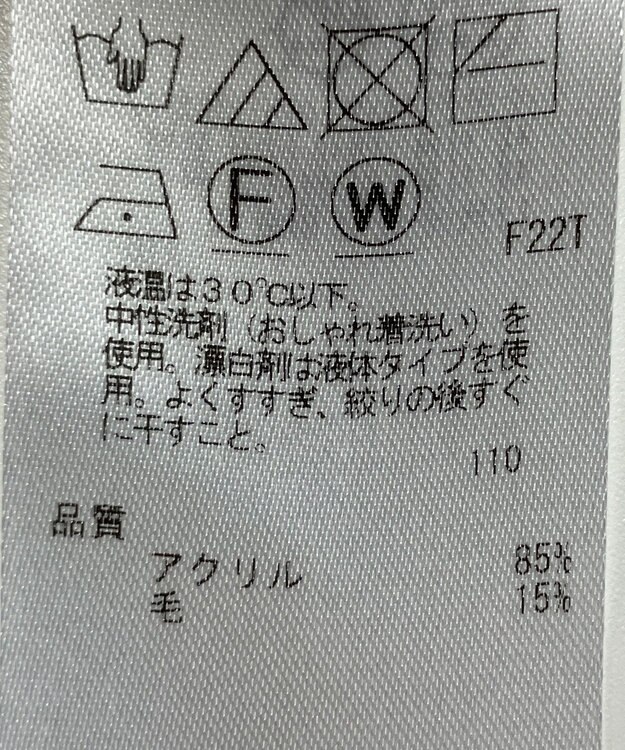 F W
F22T
液温は30℃以下。
中性洗剤（おしゃれ着洗い）を
使用。漂白剤は液体タイプを使
用。よくすすぎ、絞りの後すぐ
に干すこと。
110
品質
アクリル 85%
毛 15%